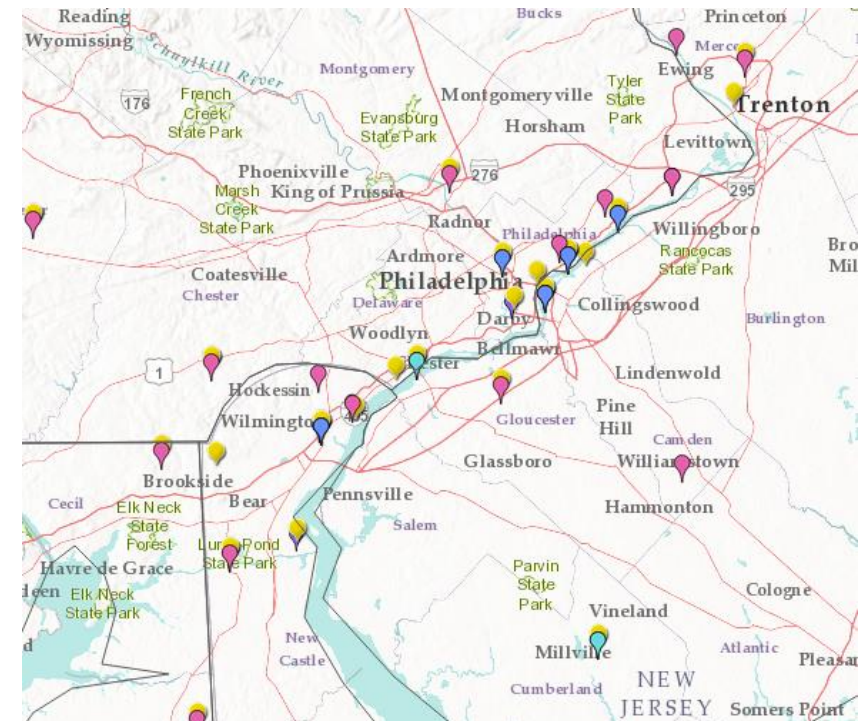 Reading
Bucks
Princeton
Wyomissing
Schuylkill River
Montgomery
Ewing
176
French
Creek
State Park
Tyler
State
Park
Montgomeryville
Trenton
Evansburg
State Park
Horsham
Levittown
Phoenixville
276
295
King of Prussia
Marsh
Creek
State Park
Radnor
Philadelphia
Willingboro
Ardmore
Rancocas
State Park
Coatesville
Philadelphia
Chester
Delaware
Collingswood
Darby
Burlington
Woodlyn
Bellmawr
1
Lindenwold
Hockessin
Pine
Hill
Gloucester
Camden
Glassboro
Brookside
Bear
Pennsville
Hammonton
Cecil
Elk Neck
State
Forest
Salem
State Park
Havre de Grace
Parvin
State
Park
Cologne
Elk Neck
State Park
Vineland
New
Castle
Millville
Atlantic
Cumberland
NEW
JERSEY
Somers Point